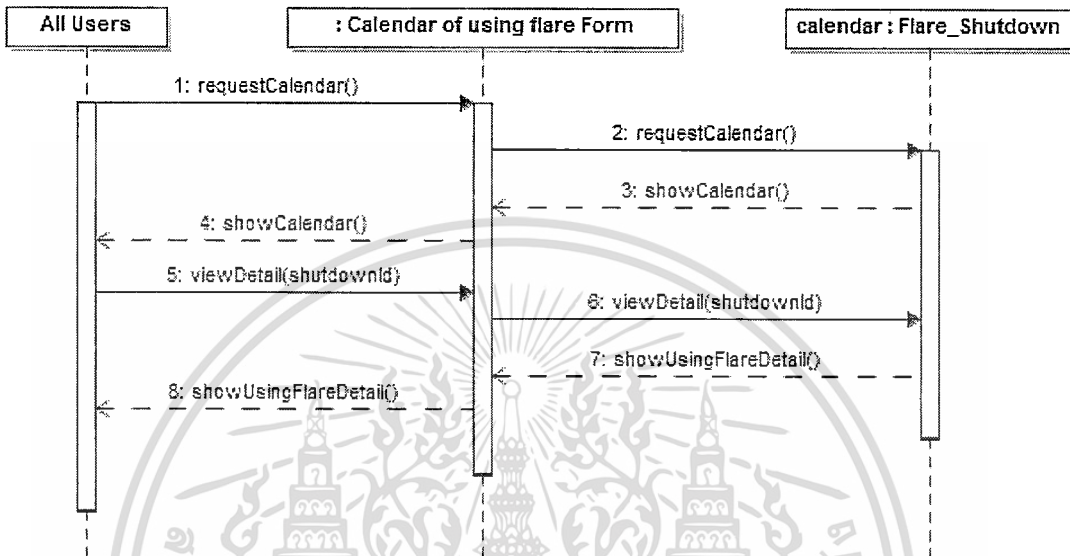 All Users
: Calendar of using flare Form
calendar : Flare_Shutdown
1: requestCalendar()
2: requestCalendar()
3: showCalendar()
4: showCalendar()
5: viewDetail(shutdownId)
6: viewDetail(shutdownId)
7: showUsingFlareDetail()
8: showUsingFlareDetail()